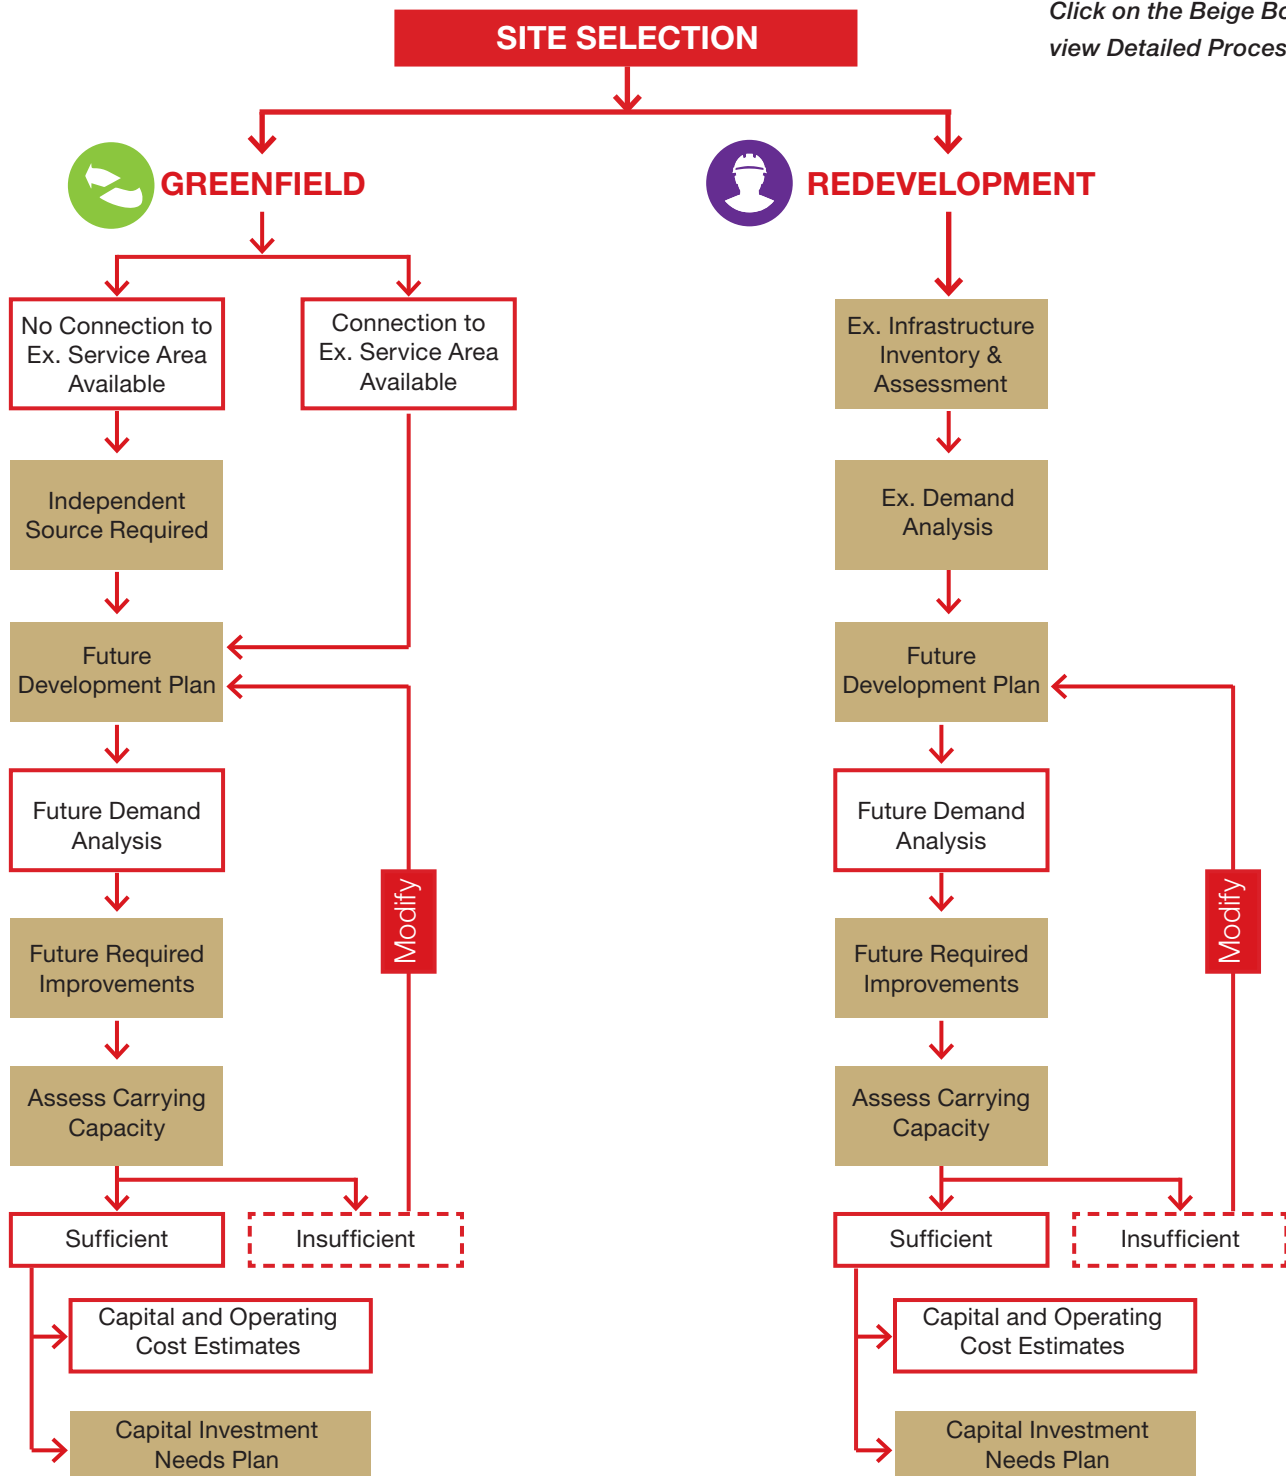 Click on the Beige Bo
view Detailed Proces
SITE SELECTION
GREENFIELD
No Connection to
Ex. Service Area
Available
Connection to
Ex. Service Area
Available
Independent
Source Required
Future
Development Plan
Future Demand
Analysis
Future Required
Improvements
Modify
Assess Carrying
Capacity
Sufficient
Insufficient
Capital and Operating
Cost Estimates
Capital Investment
Needs Plan
REDEVELOPMENT
Ex. Infrastructure
Inventory &
Assessment
Ex. Demand
Analysis
Future
Development Plan
Future Demand
Analysis
Future Required
Improvements
Modify
Assess Carrying
Capacity
Sufficient
Insufficient
Capital and Operating
Cost Estimates
Capital Investment
Needs Plan